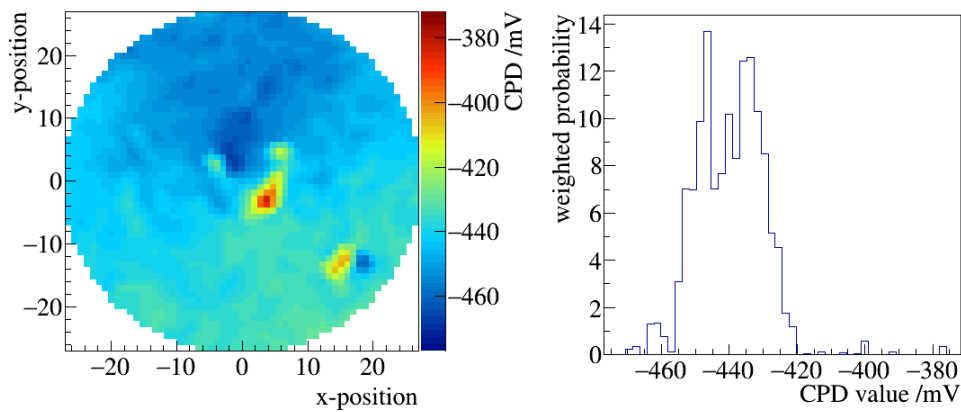 y-position
20
10
0
−10
−20
−20 −10 0 10 20
x-position
−380
−400
−420
−440
−460
CPD /mV
weighted probability
14
12
10
8
6
4
2
0
−460 −440 −420 −400 −380
CPD value /mV